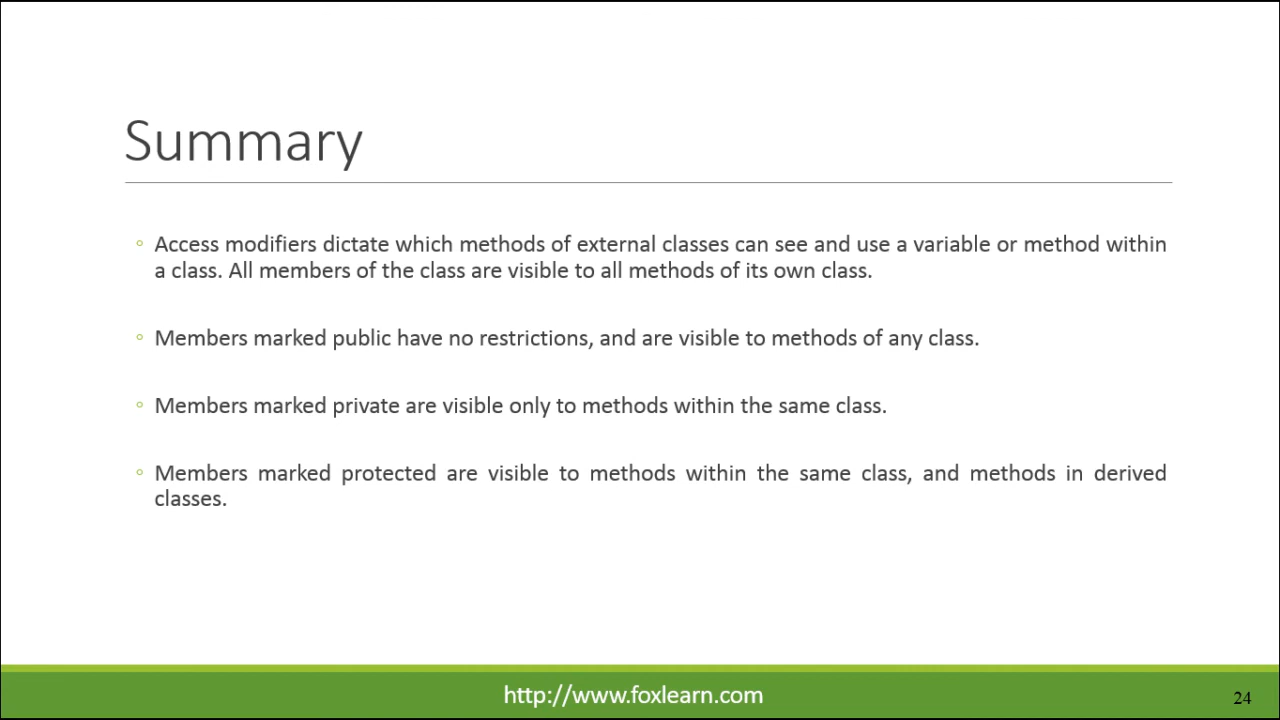 Summary
Access modifiers dictate which methods of external classes can see and use a variable or method within
a class. All members of the class are visible to all methods of its own class.
Members marked public have no restrictions, and are visible to methods of any class.
Members marked private are visible only to methods within the same class.
Members marked protected are visible to methods within the same class, and methods in derived
classes.
http://www.foxlearn.com
24